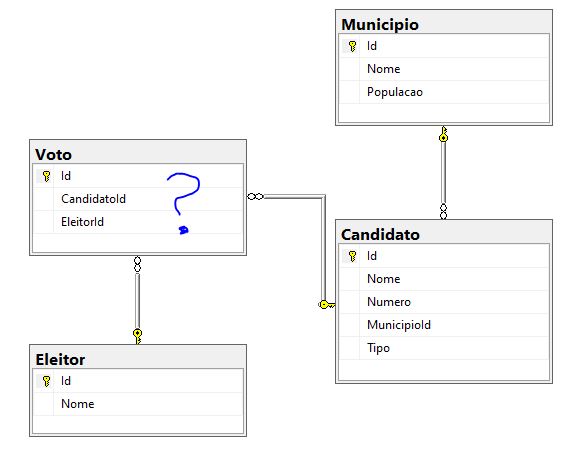 Municipio
Id
Nome
Populacao
Voto
Id
CandidatoId
EleitorId
?
Candidato
Id
Nome
Numero
MunicipioId
Tipo
Eleitor
Id
Nome